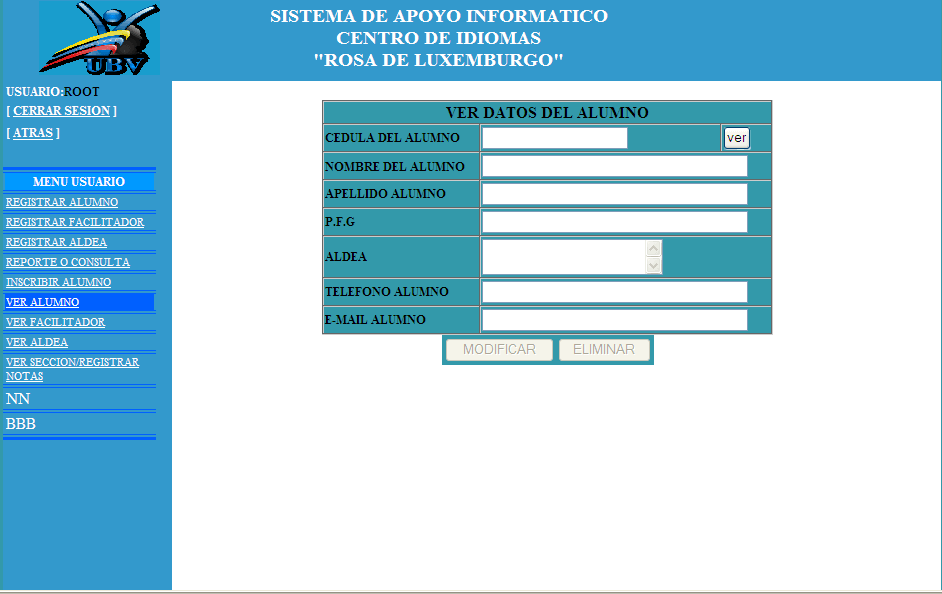 UBV
SISTEMA DE APOYO INFORMATICO
CENTRO DE IDIOMAS
"ROSA DE LUXEMBURGO"
USUARIO:ROOT
[ CERRAR SESION ]
[ ATRAS ]
MENU USUARIO
REGISTRAR ALUMNO
REGISTRAR FACILITADOR
REGISTRAR ALDEA
REPORTE O CONSULTA
INSCRIBIR ALUMNO
VER ALUMNO
VER FACILITADOR
VER ALDEA
VER SECCION/REGISTRAR
NOTAS
NN
BBB
VER DATOS DEL ALUMNO
CEDULA DEL ALUMNO ver
NOMBRE DEL ALUMNO
APELLIDO ALUMNO
P.F.G
ALDEA
TELEFONO ALUMNO
E-MAIL ALUMNO
MODIFICAR ELIMINAR